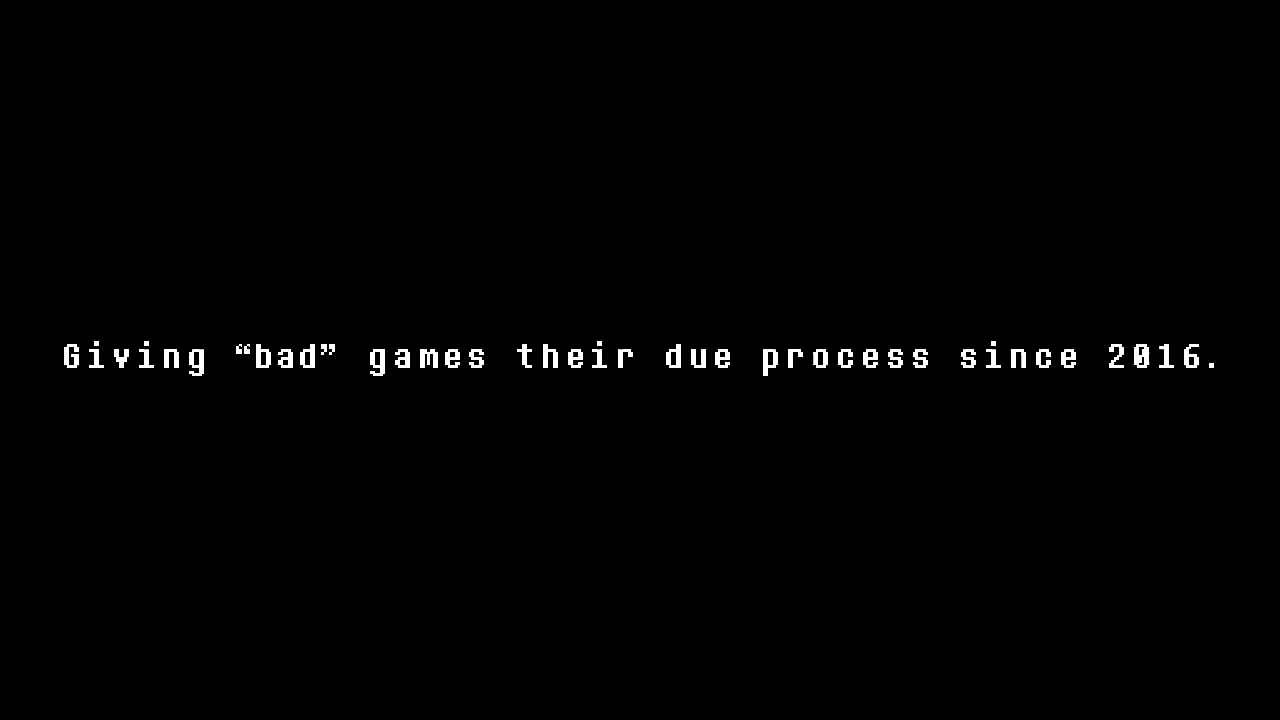 Giving “bad” games their due process since 2016.